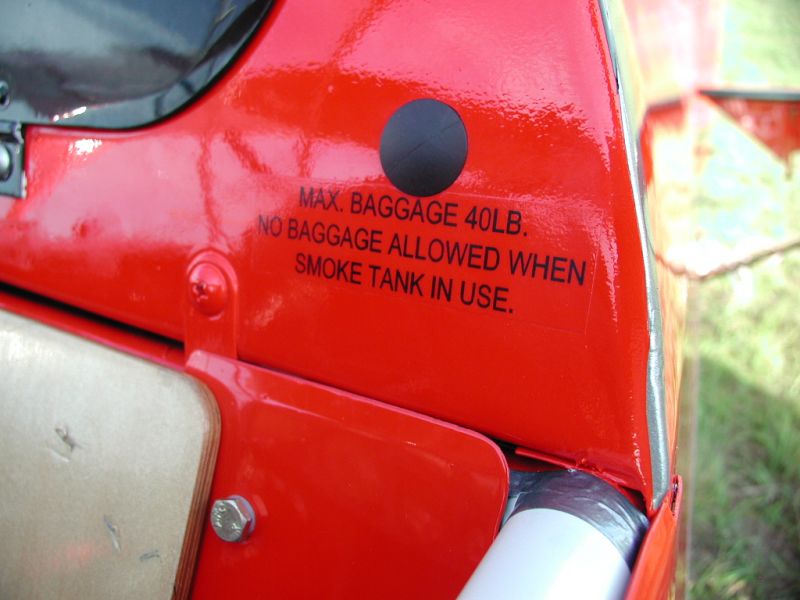 MAX. BAGGAGE 40LB.
NO BAGGAGE ALLOWED WHEN
SMOKE TANK IN USE.